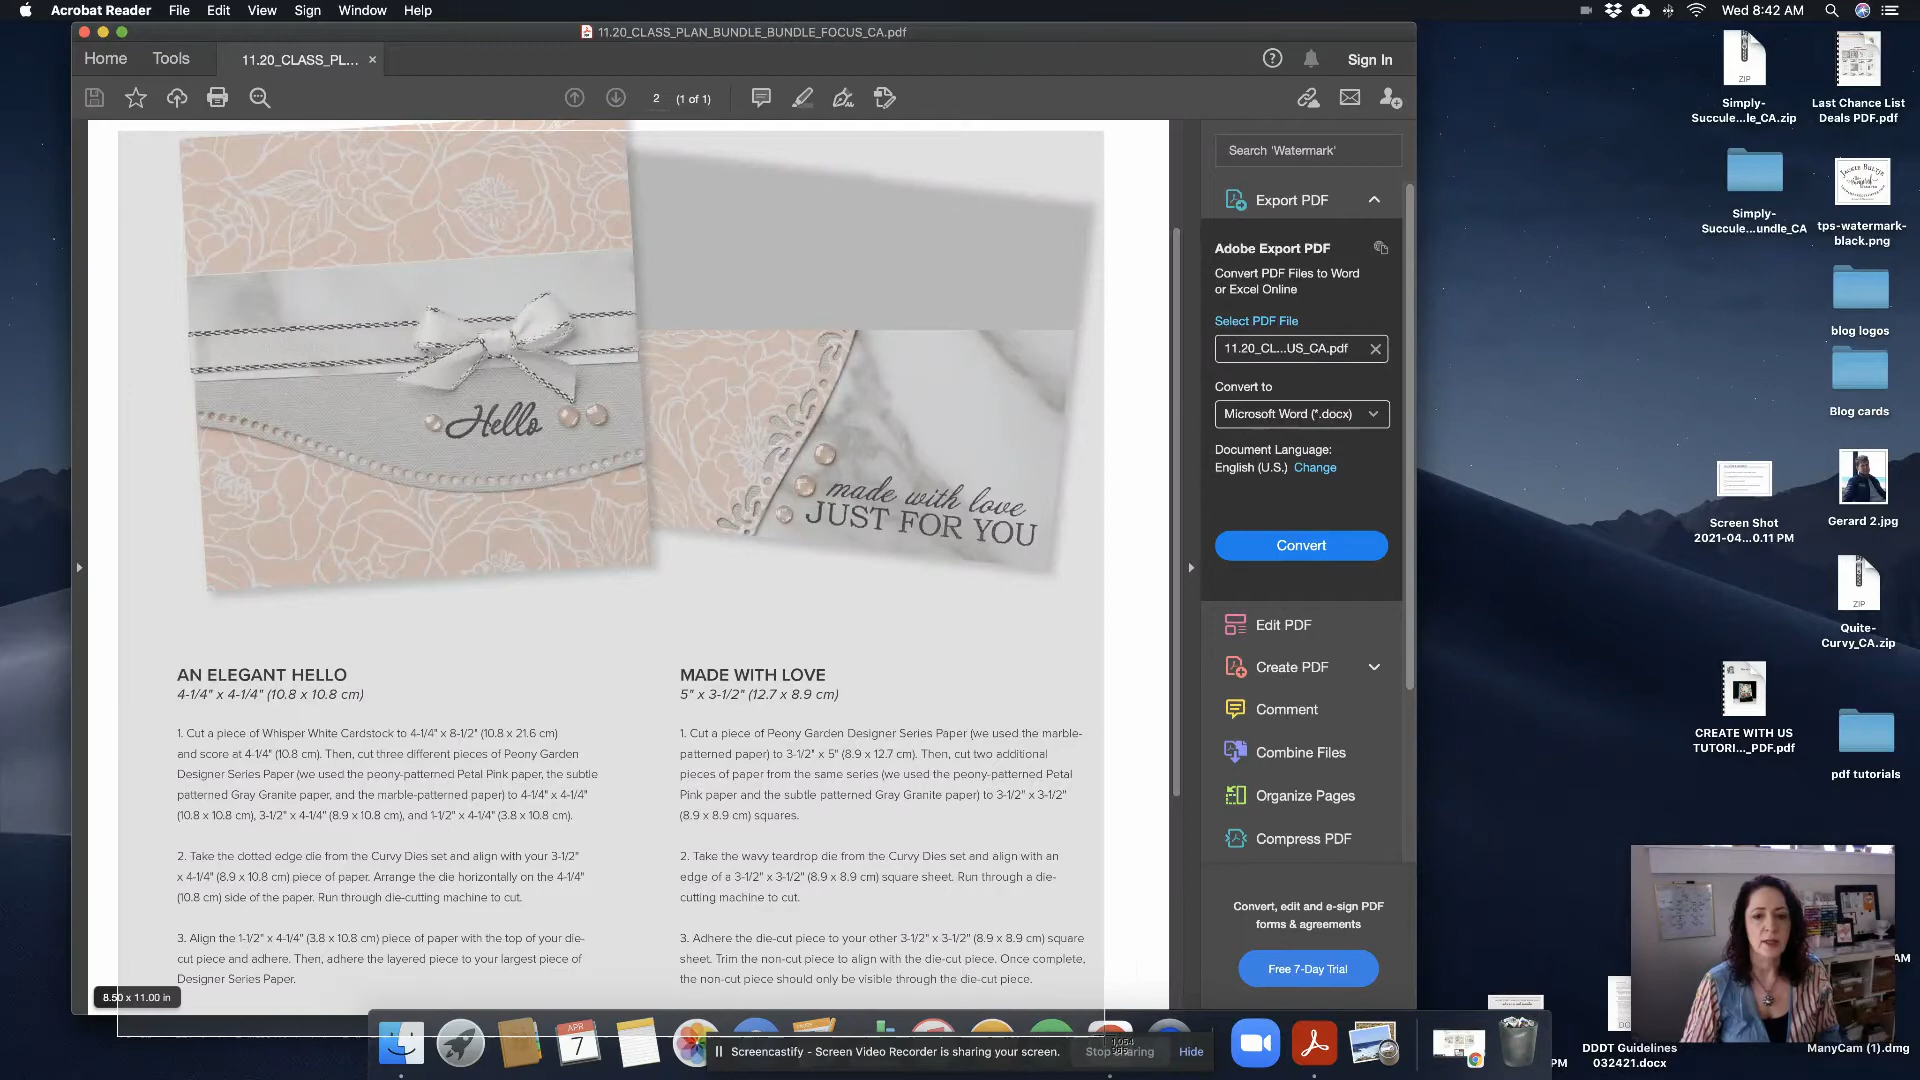 Acrobat Reader File Edit View Sign Window Help
Wed 8:42 AM
11.20_CLASS_PLAN_BUNDLE_BUNDLE_FOCUS_CA.pdf
Home Tools 11.20_CLASS_PL... ×
Sign In
2 (1 of 1)
Search 'Watermark'
Export PDF
Adobe Export PDF
Convert PDF Files to Word
or Excel Online
Select PDF File
11.20_CL...US_CA.pdf
Convert to
Microsoft Word (*.docx)
Document Language:
English (U.S.) Change
Convert
Edit PDF
Create PDF
Comment
Combine Files
Organize Pages
Compress PDF
Convert, edit and e-sign PDF
forms & agreements
Free 7-Day Trial
Hello
made with love
JUST FOR YOU
AN ELEGANT HELLO
4-1/4" x 4-1/4" (10.8 x 10.8 cm)
1. Cut a piece of Whisper White Cardstock to 4-1/4" x 8-1/2" (10.8 x 21.6 cm)
and score at 4-1/4" (10.8 cm). Then, cut three different pieces of Peony Garden
Designer Series Paper (we used the peony-patterned Petal Pink paper, the subtle
patterned Gray Granite paper, and the marble-patterned paper) to 4-1/4" x 4-1/4"
(10.8 x 10.8 cm), 3-1/2" x 4-1/4" (8.9 x 10.8 cm), and 1-1/2" x 4-1/4" (3.8 x 10.8 cm).
2. Take the dotted edge die from the Curvy Dies set and align with your 3-1/2"
x 4-1/4" (8.9 x 10.8 cm) piece of paper. Arrange the die horizontally on the 4-1/4"
(10.8 cm) side of the paper. Run through die-cutting machine to cut.
3. Align the 1-1/2" x 4-1/4" (3.8 x 10.8 cm) piece of paper with the top of your die-
cut piece and adhere. Then, adhere the layered piece to your largest piece of
Designer Series Paper.
MADE WITH LOVE
5" x 3-1/2" (12.7 x 8.9 cm)
1. Cut a piece of Peony Garden Designer Series Paper (we used the marble-
patterned paper) to 3-1/2" x 5" (8.9 x 12.7 cm). Then, cut two additional
pieces of paper from the same series (we used the peony-patterned Petal
Pink paper and the subtle patterned Gray Granite paper) to 3-1/2" x 3-1/2"
(8.9 x 8.9 cm) squares.
2. Take the wavy teardrop die from the Curvy Dies set and align with an
edge of a 3-1/2" x 3-1/2" (8.9 x 8.9 cm) square sheet. Run through a die-
cutting machine to cut.
3. Adhere the die-cut piece to your other 3-1/2" x 3-1/2" (8.9 x 8.9 cm) square
sheet. Trim the non-cut piece to align with the die-cut piece. Once complete,
the non-cut piece should only be visible through the die-cut piece.
8.50 x 11.00 in
ZIP
Simply-
Succule...le_CA.zip
Last Chance List
Deals PDF.pdf
Simply-
Succule...undle_CA
tps-watermark-
black.png
blog logos
Blog cards
Screen Shot
2021-04...0.11 PM
Gerard 2.jpg
ZIP
Quite-
Curvy_CA.zip
CREATE WITH US
TUTORI..._PDF.pdf
pdf tutorials
AM
APR
7
Screencastify - Screen Video Recorder is sharing your screen.
Stop sharing
Hide
PM
DDDT Guidelines
032421.docx
ManyCam (1).dmg